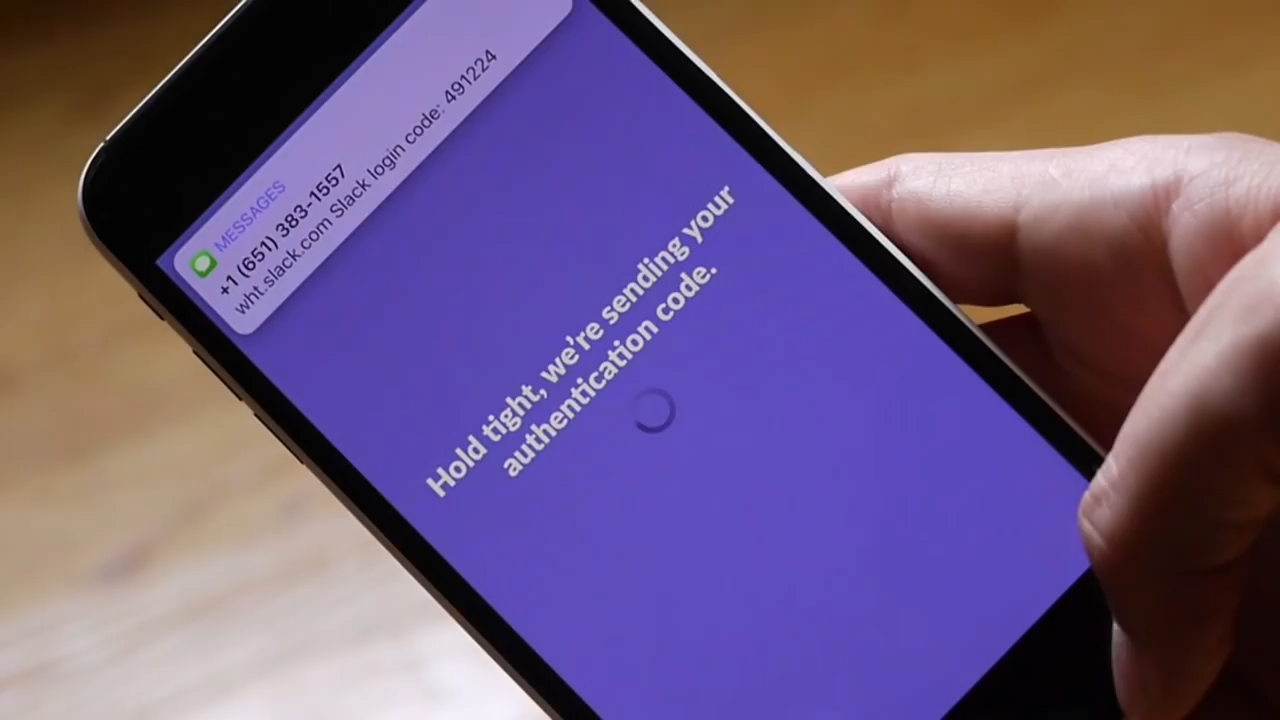 MESSAGES
+1 (651) 383-1557
wht.slack.com Slack login code: 491224
Hold tight, we're sending your
authentication code.